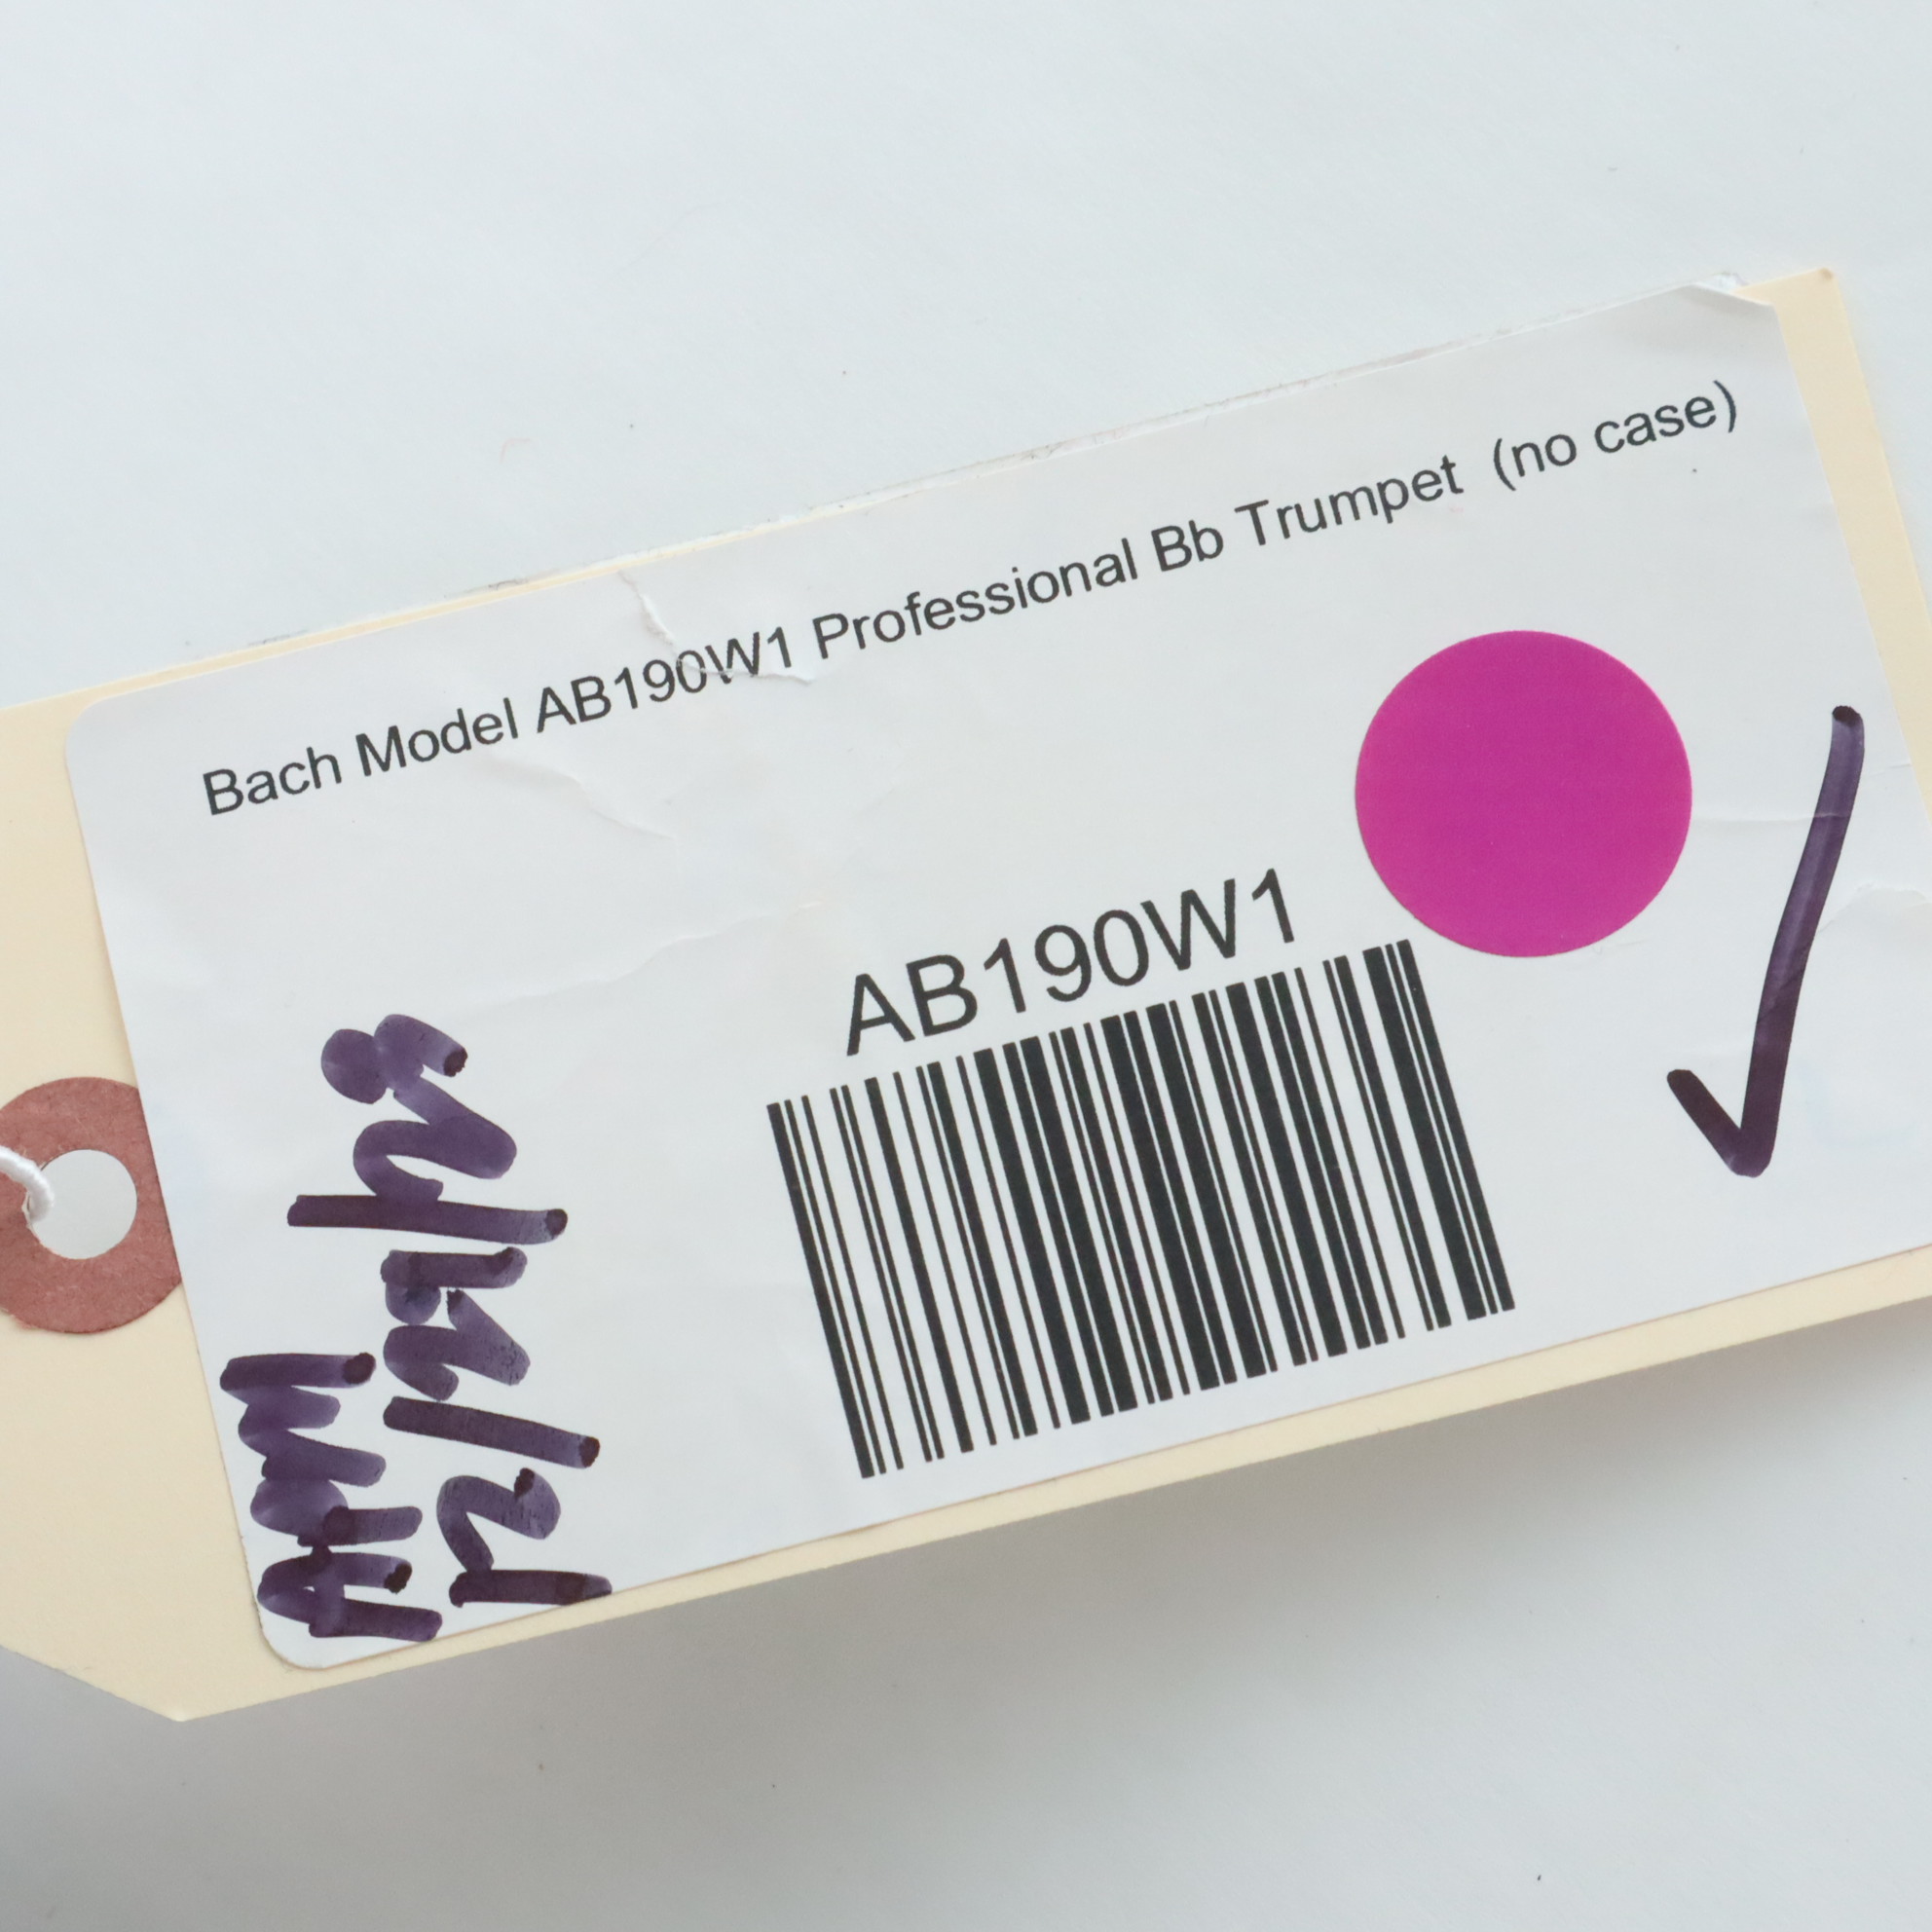 Bach Model AB190W1 Professional Bb Trumpet (no case)
AB190W1